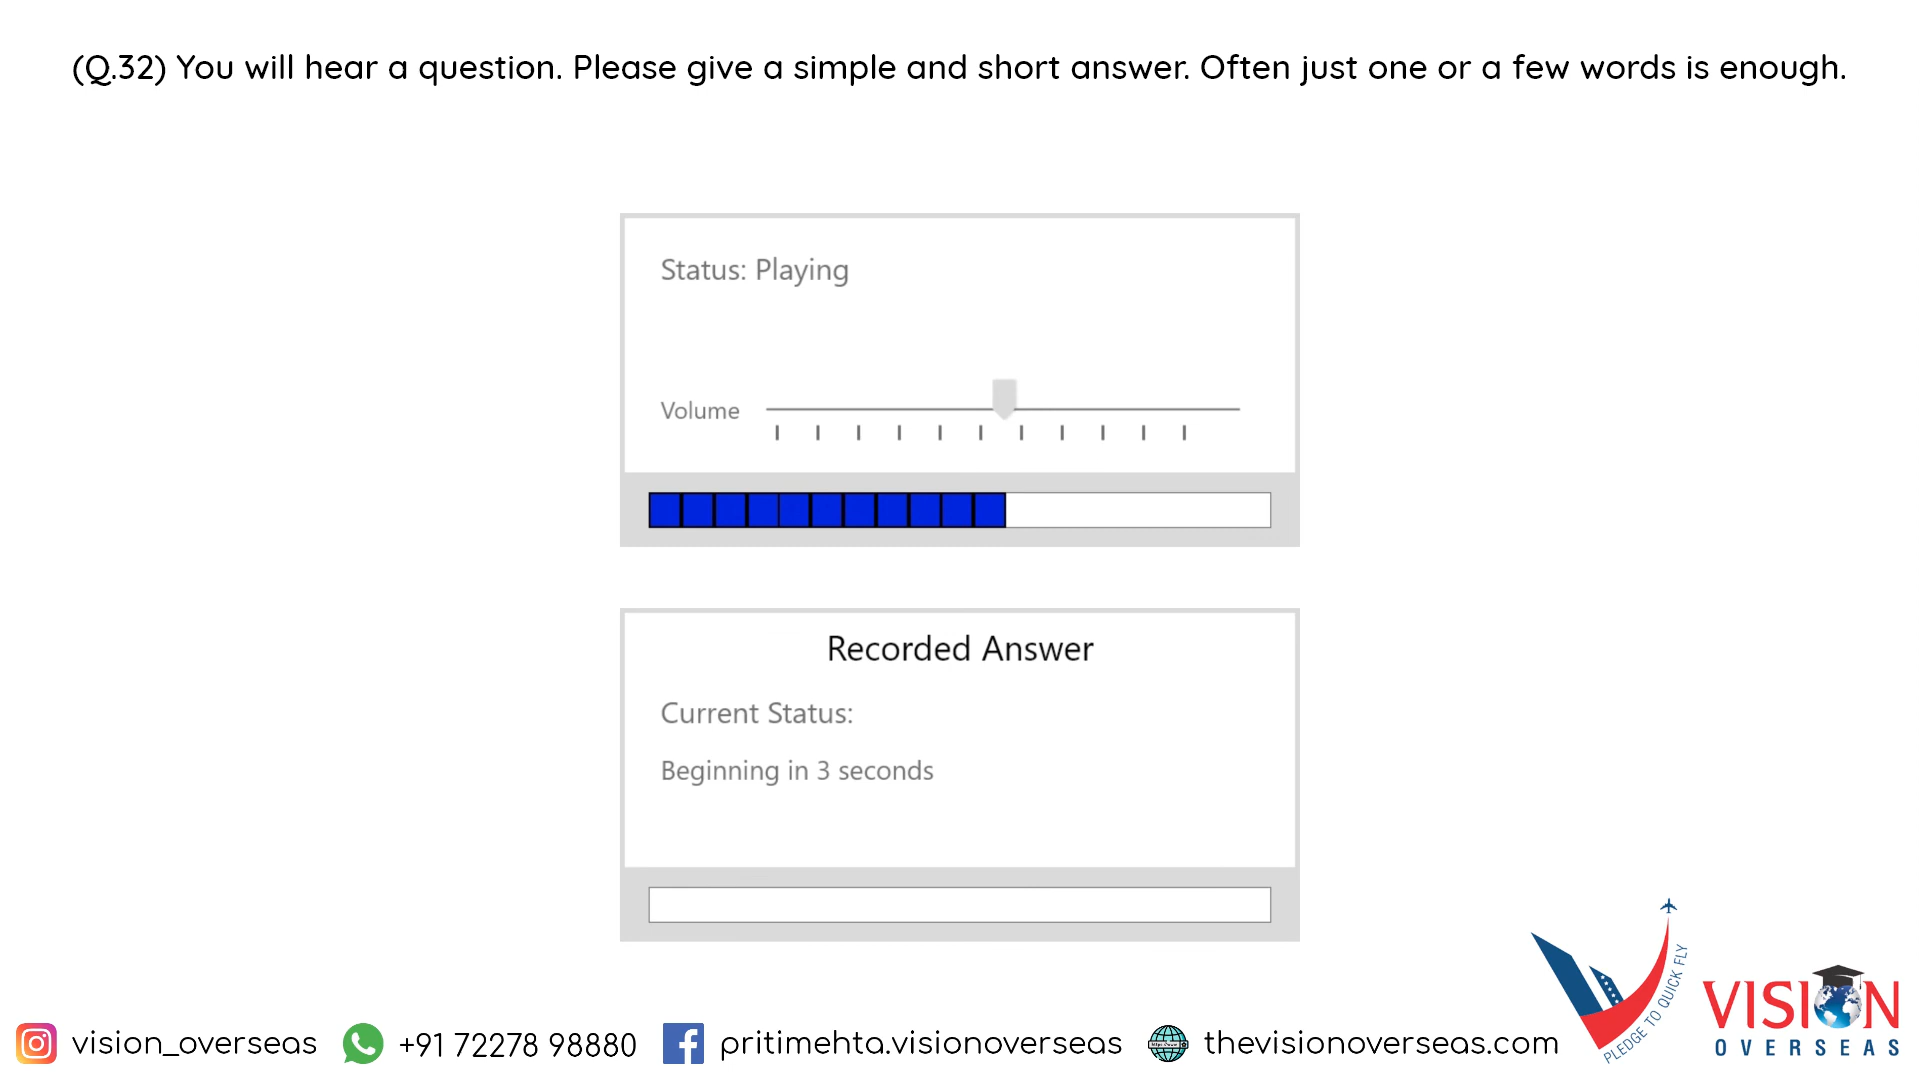 (Q.32) You will hear a question. Please give a simple and short answer. Often just one or a few words is enough.
Status: Playing
Volume
Recorded Answer
Current Status:
Beginning in 3 seconds
PLEDGE TO QUICK FLY
VISION
OVERSEAS
vision_overseas
+91 72278 98880
pritimehta.visionoverseas
thevisionoverseas.com